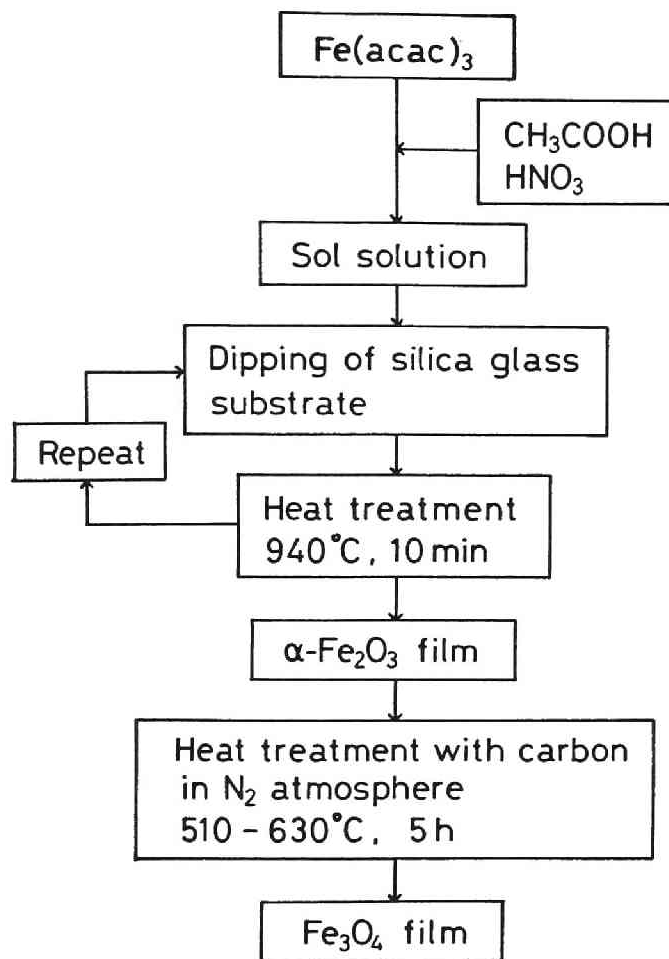 Fe(acac)₃
CH₃COOH
HNO₃
Sol solution
Dipping of silica glass
substrate
Repeat
Heat treatment
940°C, 10 min
α-Fe₂O₃ film
Heat treatment with carbon
in N₂ atmosphere
510 – 630°C, 5 h
Fe₃O₄ film